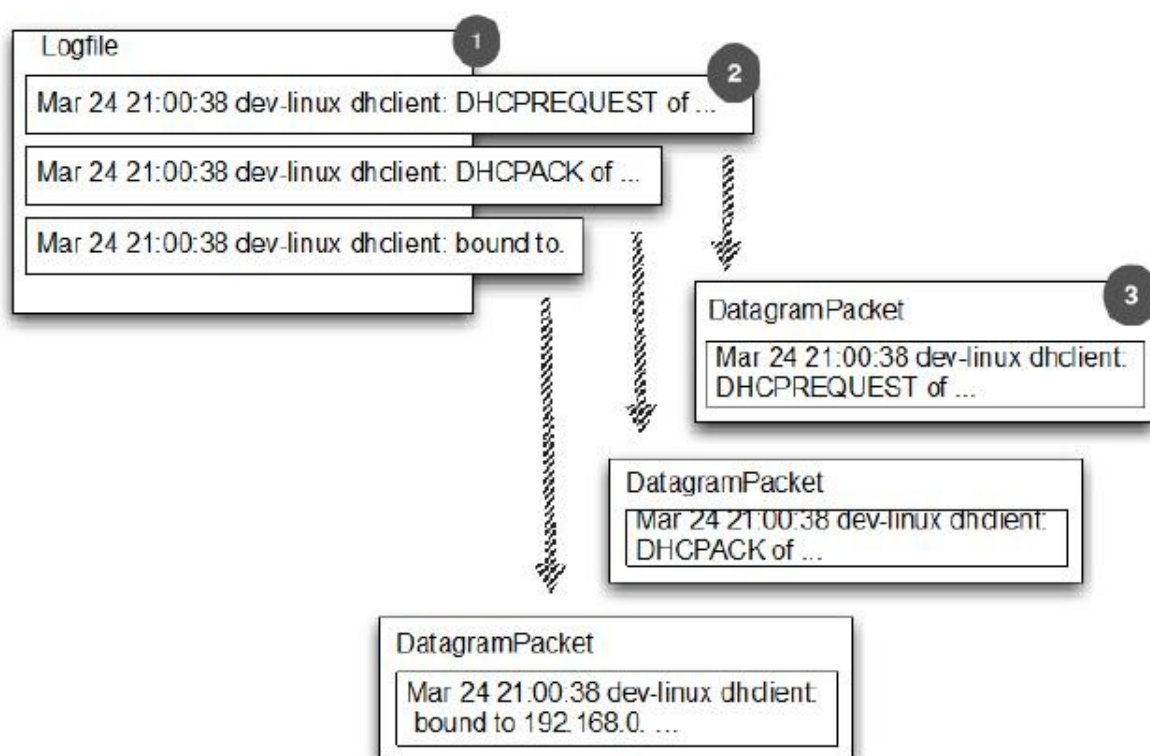 Logfile
1
2
Mar 24 21:00:38 dev-linux dhclient: DHCPREQUEST of ...
Mar 24 21:00:38 dev-linux dhclient: DHCPACK of ...
Mar 24 21:00:38 dev-linux dhclient: bound to.
3
DatagramPacket
Mar 24 21:00:38 dev-linux dhclient:
DHCPREQUEST of ...
DatagramPacket
Mar 24 21:00:38 dev-linux dhclient:
DHCPACK of ...
DatagramPacket
Mar 24 21:00:38 dev-linux dhclient:
bound to 192.168.0. ...